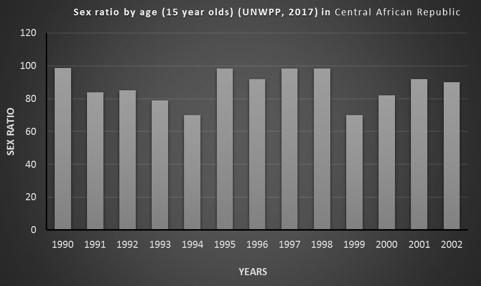 Sex ratio by age (15 year olds) (UNWPP, 2017) in Central African Republic
120
100
80
60
40
20
0
SEX RATIO
1990 1991 1992 1993 1994 1995 1996 1997 1998 1999 2000 2001 2002
YEARS